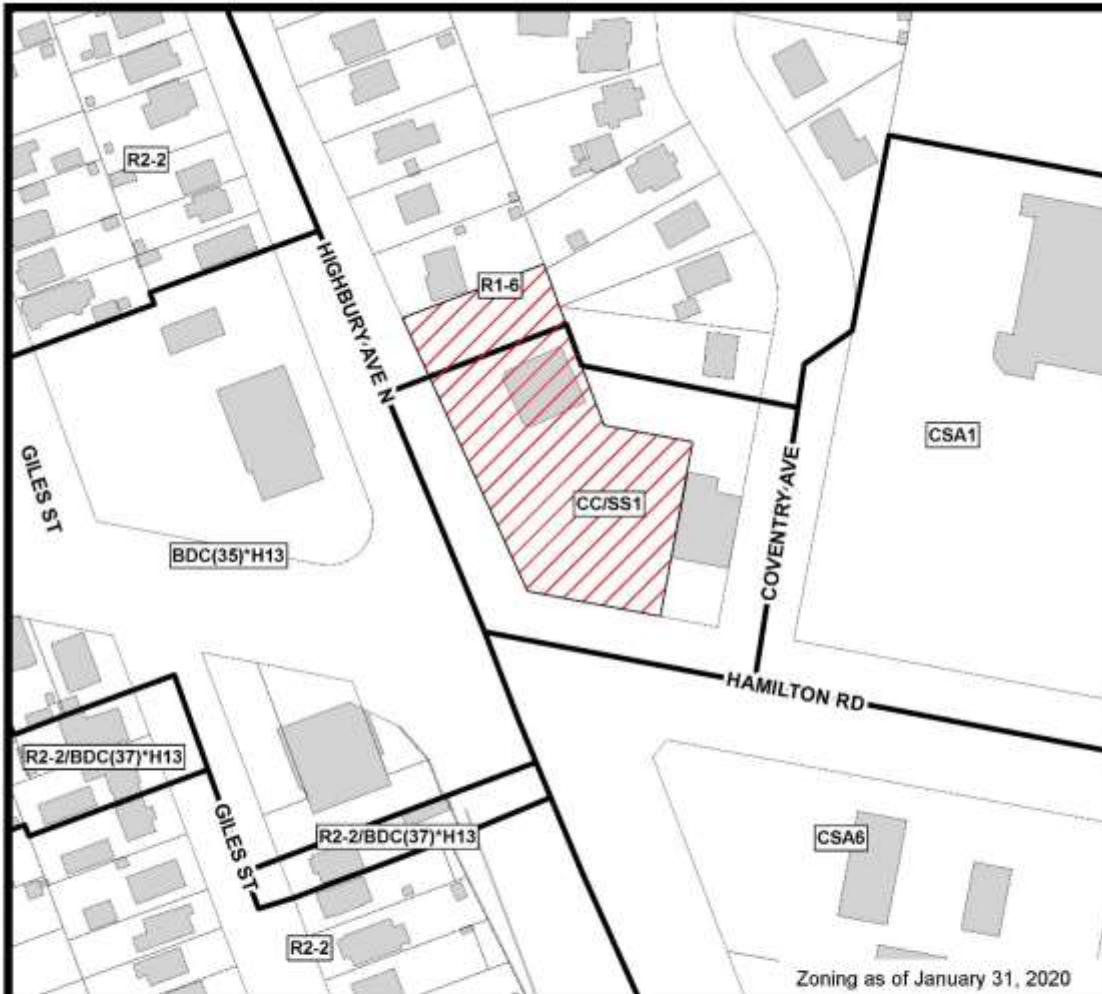 R2-2
HIGHBURY AVE N
R1-6
CSA1
GILES ST
CC/SS1
COVENTRY AVE
BDC(35)*H13
HAMILTON RD
R2-2/BDC(37)*H13
GILES ST
R2-2/BDC(37)*H13
CSA6
R2-2
Zoning as of January 31, 2020